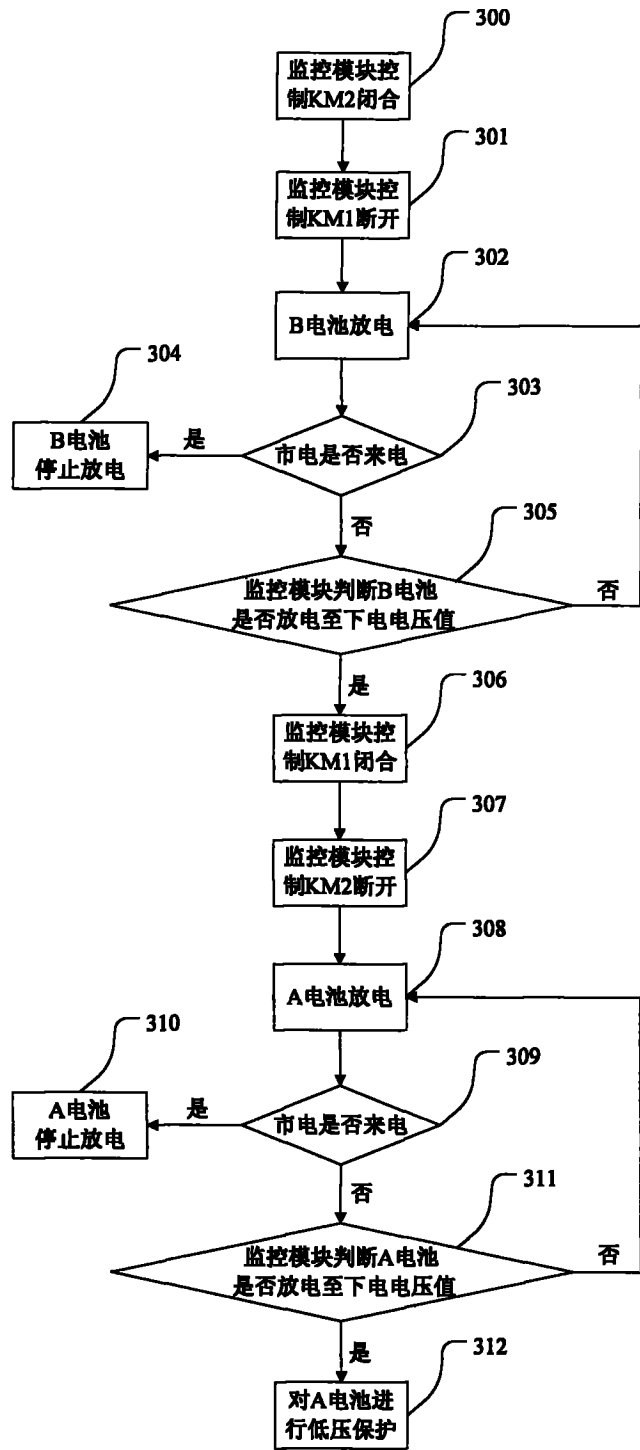 300
监控模块控
制KM2闭合
301
监控模块控
制KM1断开
302
B电池放电
304
303
B电池
停止放电
是
市电是否来电
否
305
监控模块判断B电池
是否放电至下电电压值
否
是
306
监控模块控
制KM1闭合
307
监控模块控
制KM2断开
308
A电池放电
310
309
A电池
停止放电
是
市电是否来电
否
311
监控模块判断A电池
是否放电至下电电压值
否
是
312
对A电池进
行低压保护